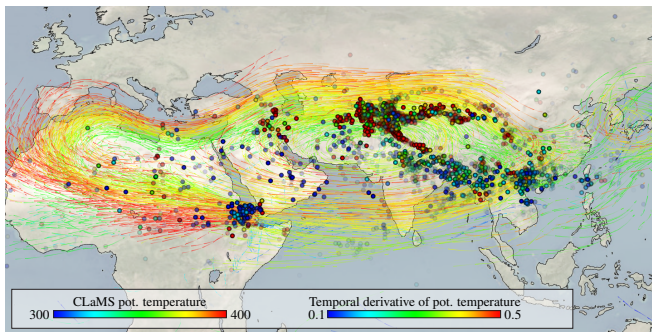 CLaMS pot. temperature
300 400
Temporal derivative of pot. temperature
0.1 0.5